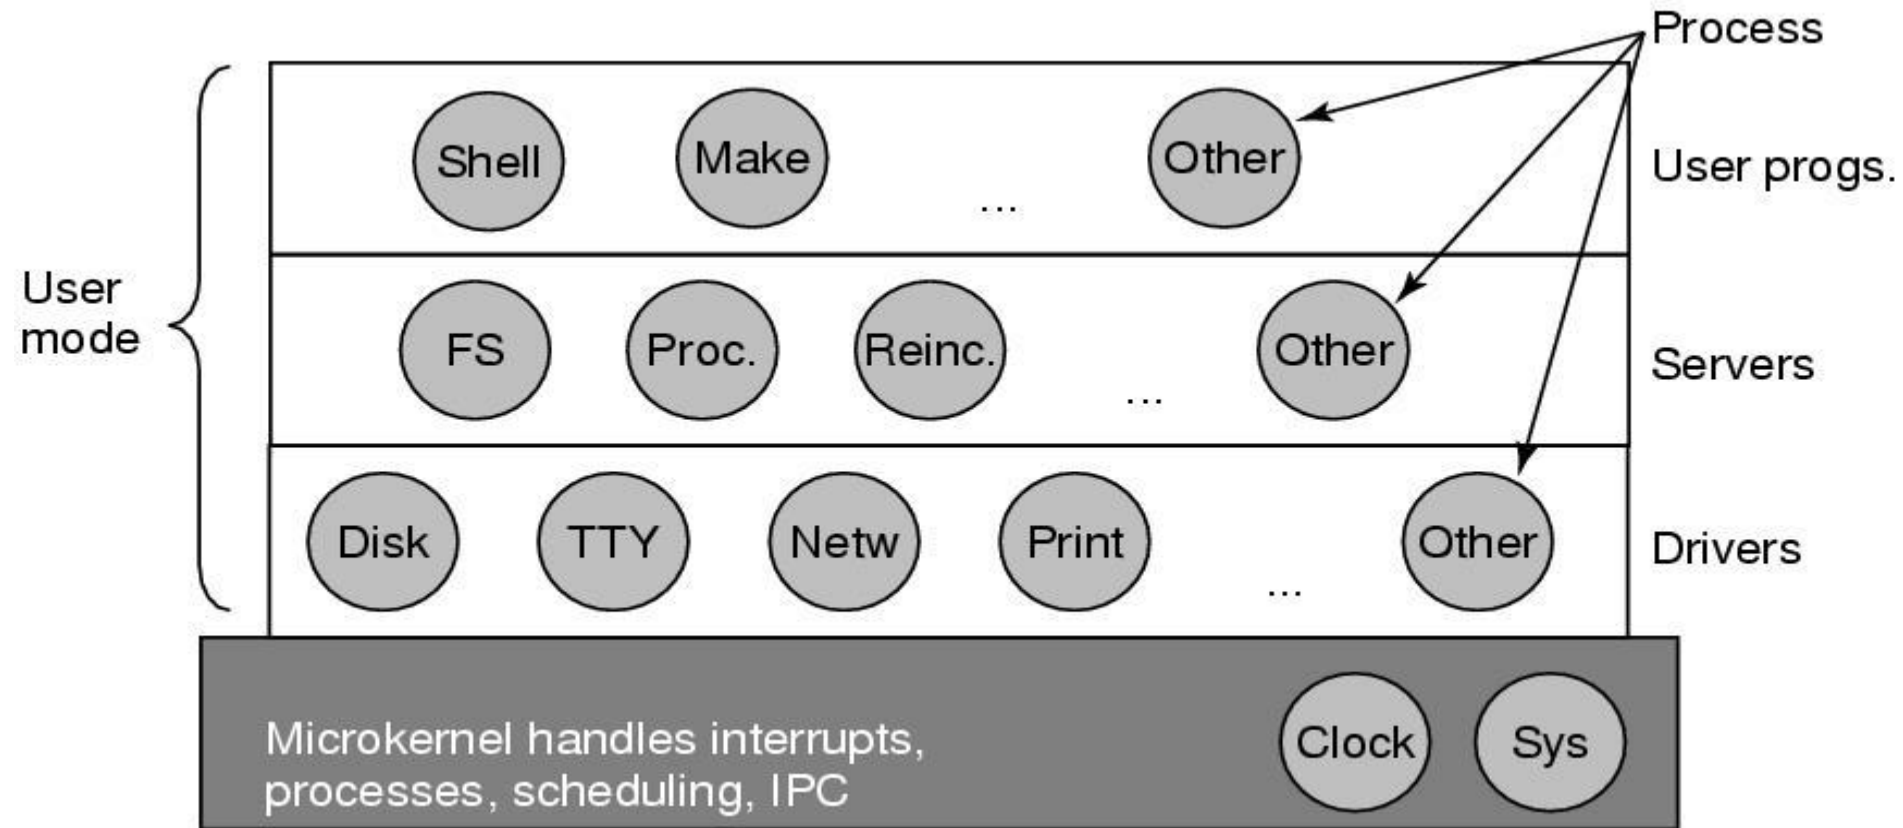 Process
Shell
Make
...
Other
User progs.
User
mode
FS
Proc.
Reinc.
...
Other
Servers
Disk
TTY
Netw
Print
...
Other
Drivers
Microkernel handles interrupts,
processes, scheduling, IPC
Clock
Sys